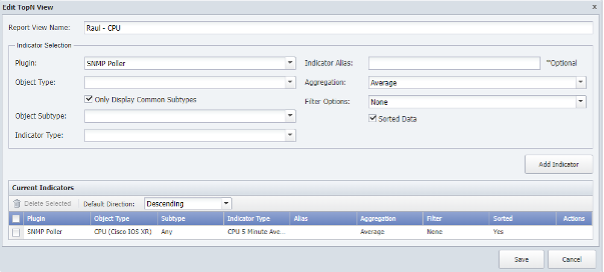 Edit TopN View
x
Report View Name: Raul - CPU
Indicator Selection
Plugin: SNMP Poller
Indicator Alias: *Optional
Object Type:
Aggregation: Average
Only Display Common Subtypes
Filter Options: None
Object Subtype:
Sorted Data
Indicator Type:
Add Indicator
Current Indicators
Delete Selected Default Direction: Descending
Plugin Object Type Subtype Indicator Type Alias Aggregation Filter Sorted Actions
SNMP Poller CPU (Cisco IOS XR) Any CPU 5 Minute Ave... Average None Yes
Save Cancel